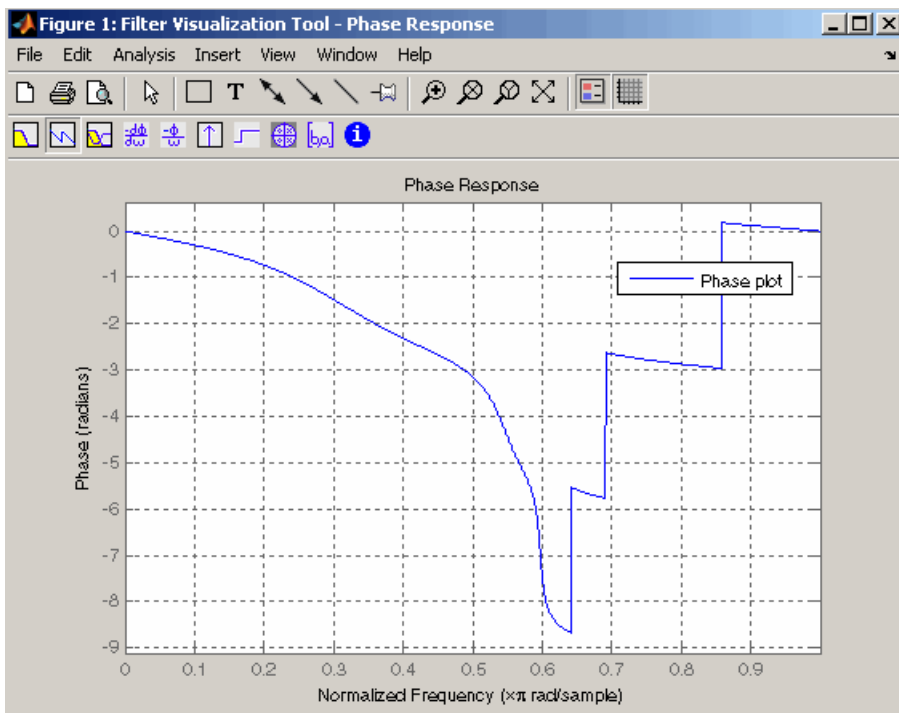 Figure 1: Filter Visualization Tool - Phase Response
File Edit Analysis Insert View Window Help
T
-dϕ/dω -ϕ/ω [b,a] i
Phase Response
0
-1
-2
-3
-4
-5
-6
-7
-8
-9
Phase (radians)
Phase plot
0 0.1 0.2 0.3 0.4 0.5 0.6 0.7 0.8 0.9
Normalized Frequency (×π rad/sample)